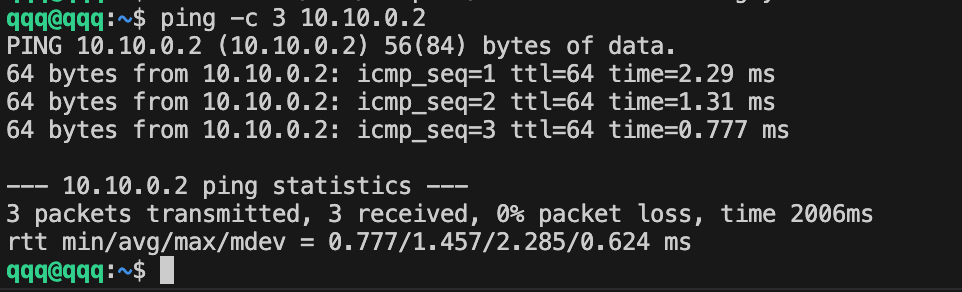 qqq@qqq:~$ ping -c 3 10.10.0.2
PING 10.10.0.2 (10.10.0.2) 56(84) bytes of data.
64 bytes from 10.10.0.2: icmp_seq=1 ttl=64 time=2.29 ms
64 bytes from 10.10.0.2: icmp_seq=2 ttl=64 time=1.31 ms
64 bytes from 10.10.0.2: icmp_seq=3 ttl=64 time=0.777 ms

--- 10.10.0.2 ping statistics ---
3 packets transmitted, 3 received, 0% packet loss, time 2006ms
rtt min/avg/max/mdev = 0.777/1.457/2.285/0.624 ms
qqq@qqq:~$